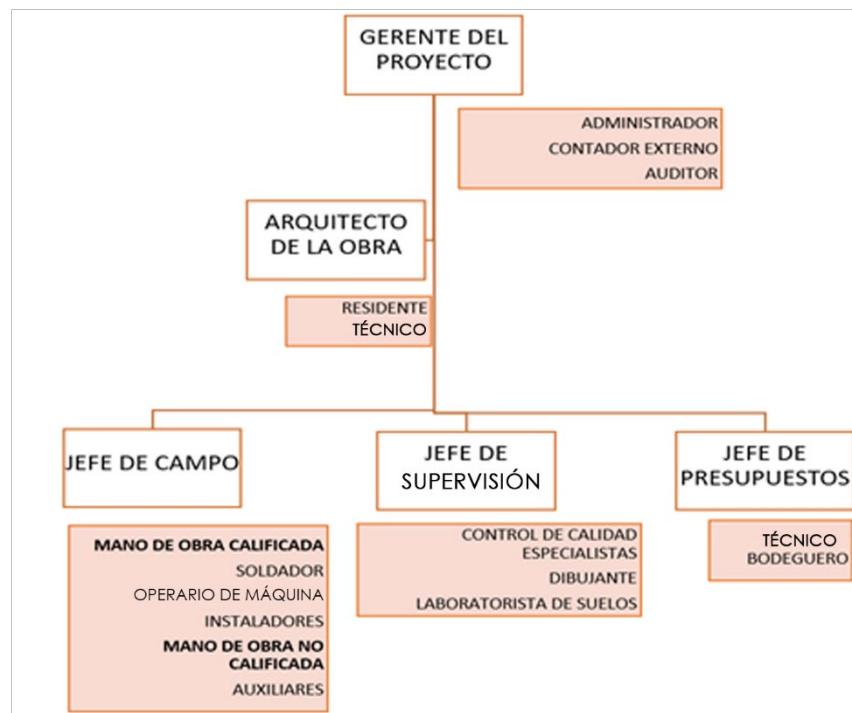 GERENTE DEL
PROYECTO
ADMINISTRADOR
CONTADOR EXTERNO
AUDITOR
ARQUITECTO
DE LA OBRA
RESIDENTE
TÉCNICO
JEFE DE CAMPO
MANO DE OBRA CALIFICADA
SOLDADOR
OPERARIO DE MÁQUINA
INSTALADORES
MANO DE OBRA NO
CALIFICADA
AUXILIARES
JEFE DE
SUPERVISIÓN
CONTROL DE CALIDAD
ESPECIALISTAS
DIBUJANTE
LABORATORISTA DE SUELOS
JEFE DE
PRESUPUESTOS
TÉCNICO
BODEGUERO